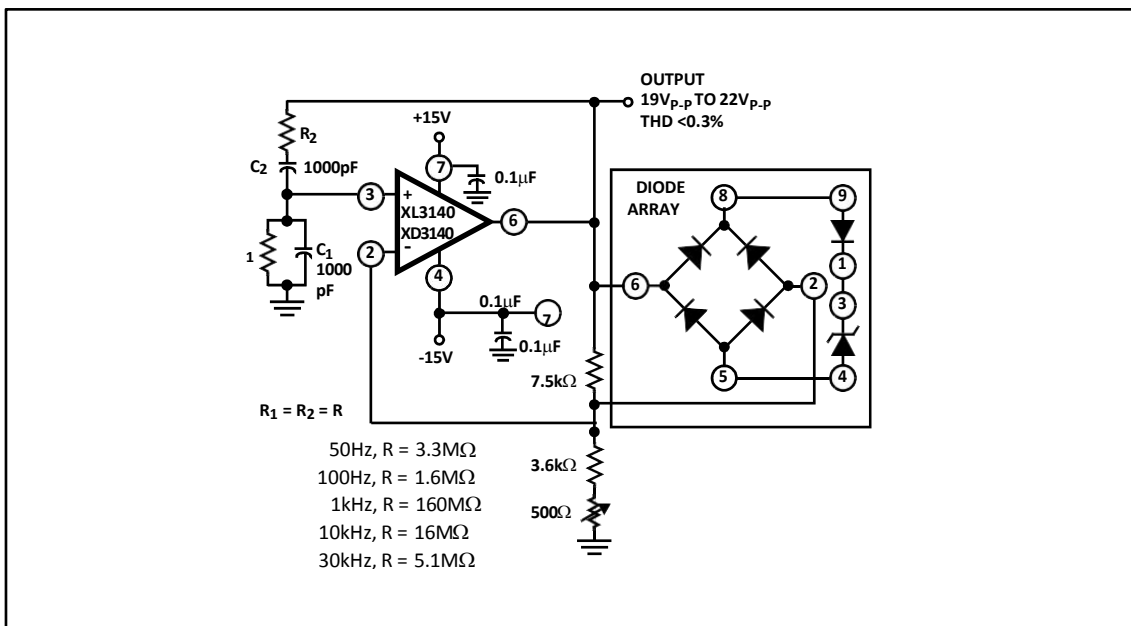 OUTPUT
19VP-P TO 22VP-P
THD <0.3%
+15V
R2
C2
1000pF
7
0.1μF
DIODE
ARRAY
8
9
3
+
XL3140
XD3140
-
6
2
4
1
C1
1000
pF
6
2
1
3
0.1μF
7
0.1μF
-15V
7.5kΩ
5
4
R1 = R2 = R
50Hz, R = 3.3MΩ
100Hz, R = 1.6MΩ
1kHz, R = 160MΩ
10kHz, R = 16MΩ
30kHz, R = 5.1MΩ
3.6kΩ
500Ω